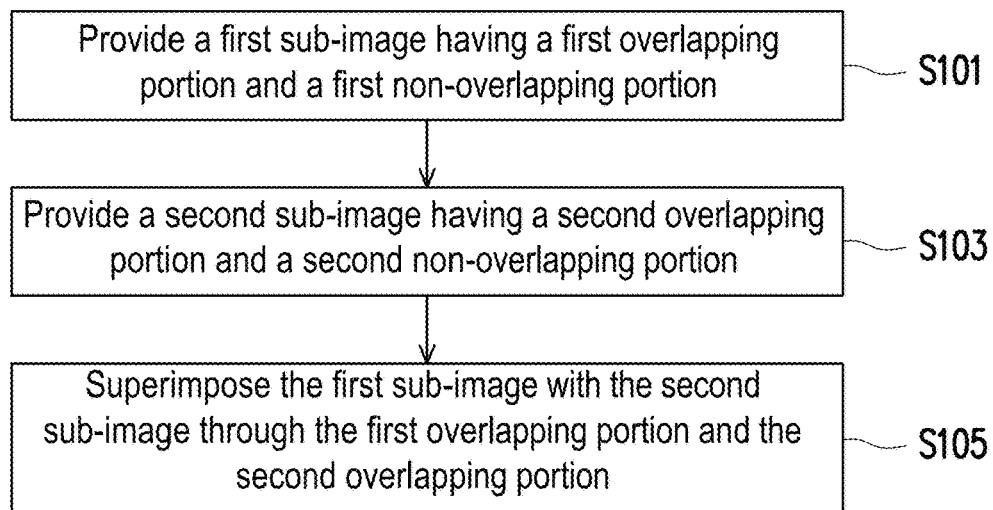 Provide a first sub-image having a first overlapping
portion and a first non-overlapping portion
S101
Provide a second sub-image having a second overlapping
portion and a second non-overlapping portion
S103
Superimpose the first sub-image with the second
sub-image through the first overlapping portion and the
second overlapping portion
S105